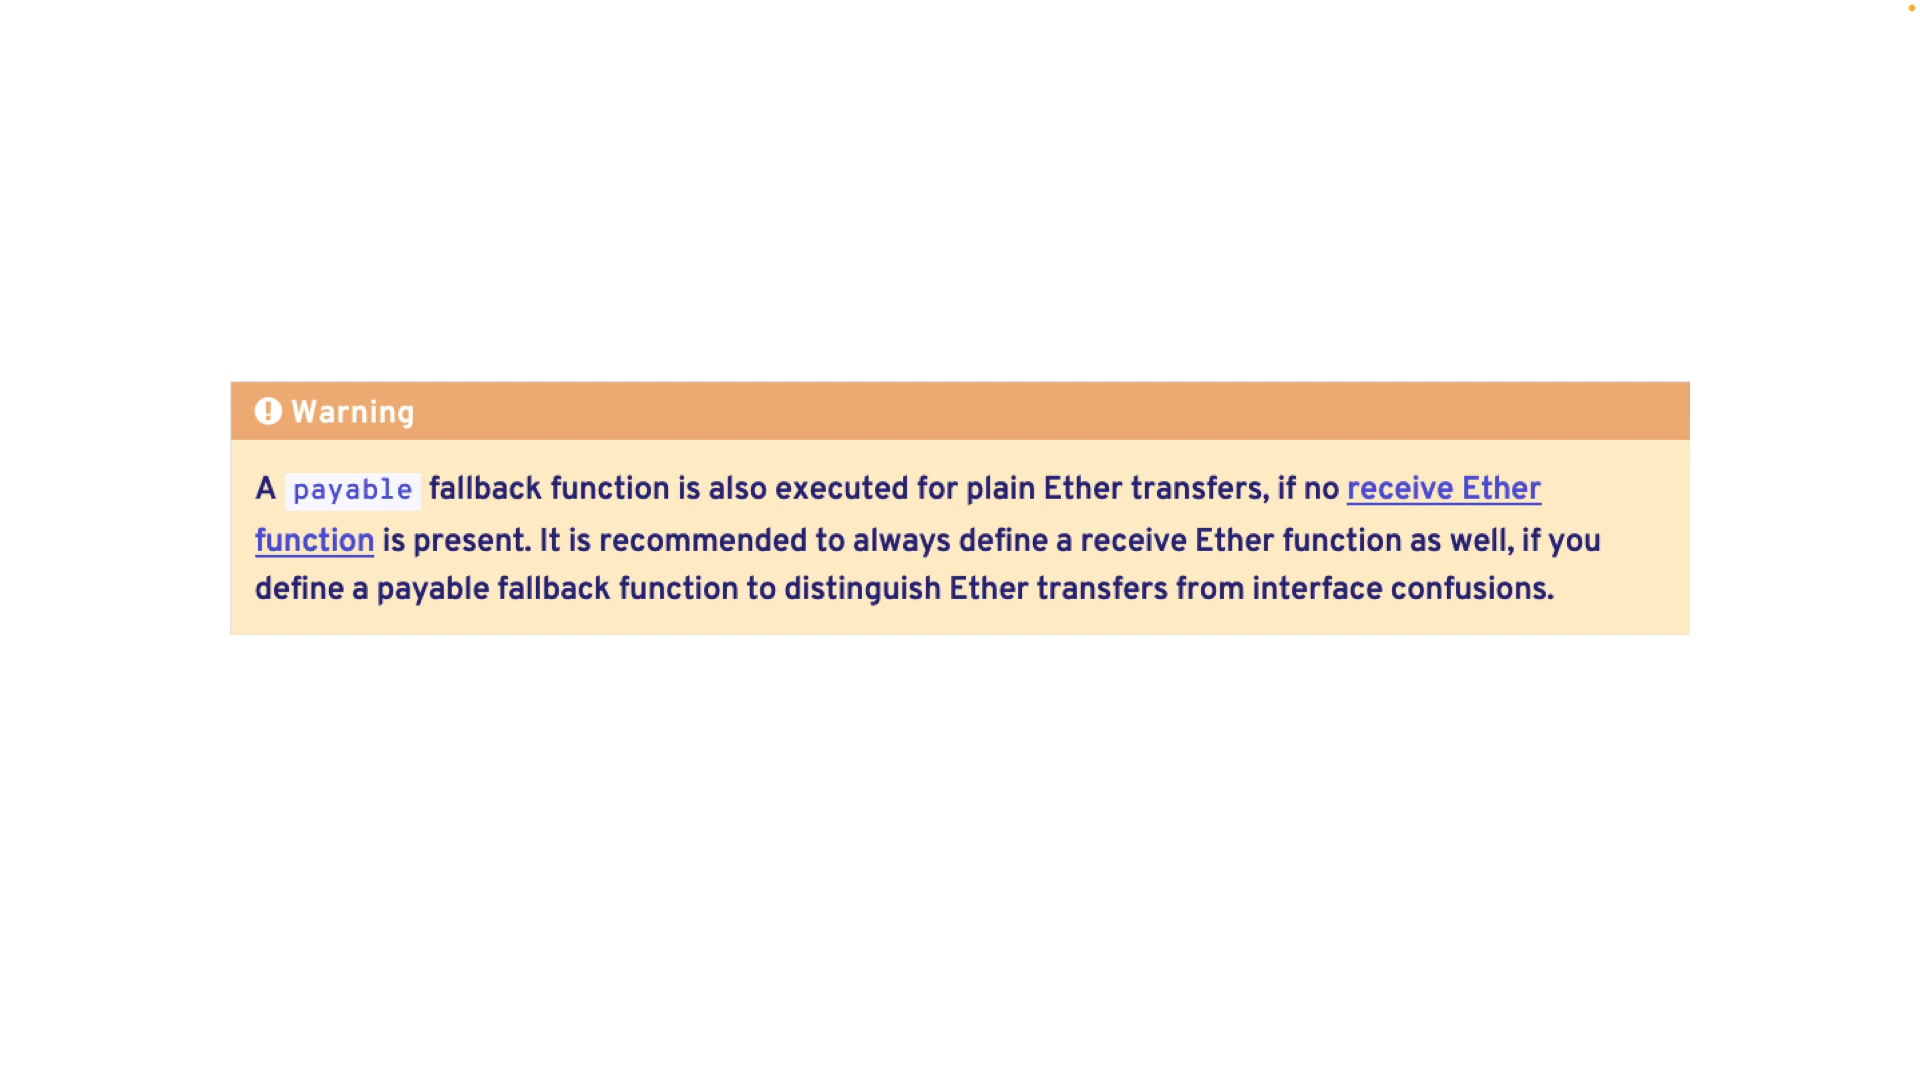 Warning
A payable fallback function is also executed for plain Ether transfers, if no receive Ether
function is present. It is recommended to always define a receive Ether function as well, if you
define a payable fallback function to distinguish Ether transfers from interface confusions.